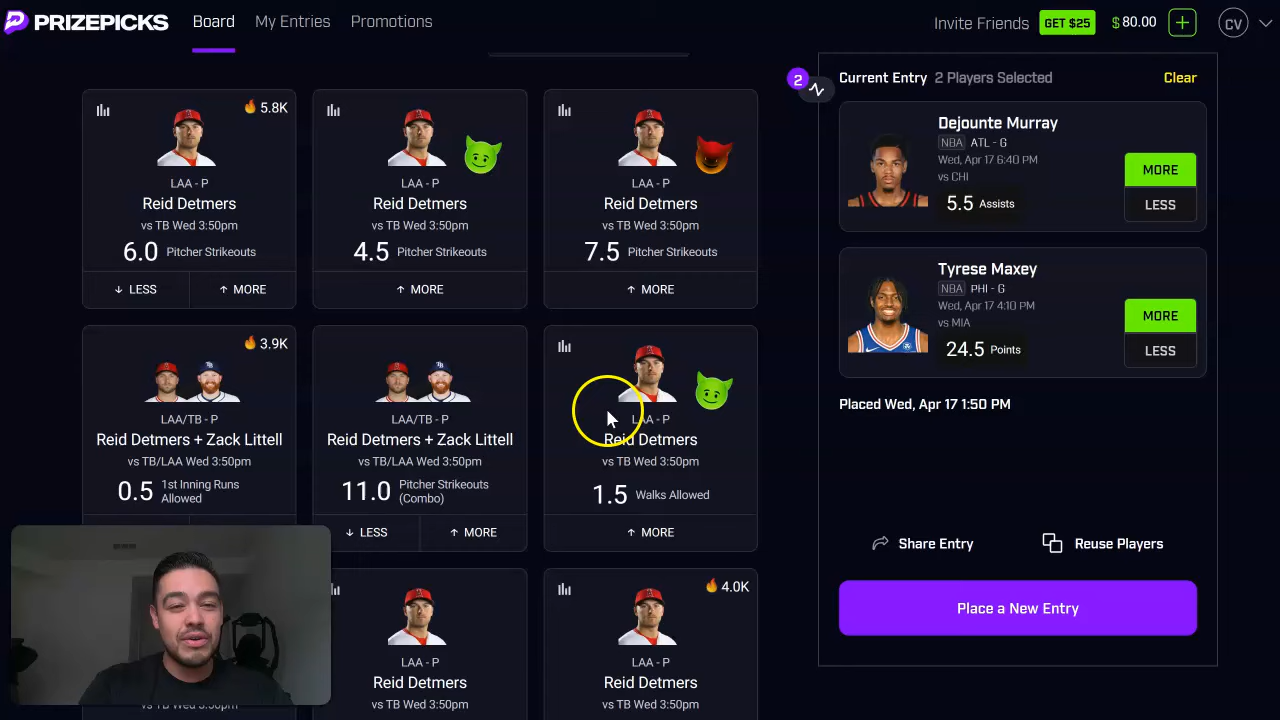 PRIZEPICKS Board My Entries Promotions
Invite Friends GET $25 $80.00 + CV
5.8K
LAA - P
Reid Detmers
vs TB Wed 3:50pm
6.0 Pitcher Strikeouts
↓ LESS ↑ MORE
LAA - P
Reid Detmers
vs TB Wed 3:50pm
4.5 Pitcher Strikeouts
↑ MORE
LAA - P
Reid Detmers
vs TB Wed 3:50pm
7.5 Pitcher Strikeouts
↑ MORE
3.9K
LAA/TB - P
Reid Detmers + Zack Littell
vs TB/LAA Wed 3:50pm
0.5 1st Inning Runs
Allowed
LAA/TB - P
Reid Detmers + Zack Littell
vs TB/LAA Wed 3:50pm
11.0 Pitcher Strikeouts
(Combo)
↓ LESS ↑ MORE
LAA - P
Reid Detmers
vs TB Wed 3:50pm
1.5 Walks Allowed
↑ MORE
vs TB Wed 3:50pm
LAA - P
Reid Detmers
vs TB Wed 3:50pm
4.0K
LAA - P
Reid Detmers
vs TB Wed 3:50pm
2
Current Entry 2 Players Selected Clear
Dejounte Murray
NBA ATL - G
Wed, Apr 17 6:40 PM
vs CHI
5.5 Assists
MORE
LESS
Tyrese Maxey
NBA PHI - G
Wed, Apr 17 4:10 PM
vs MIA
24.5 Points
MORE
LESS
Placed Wed, Apr 17 1:50 PM
Share Entry Reuse Players
Place a New Entry